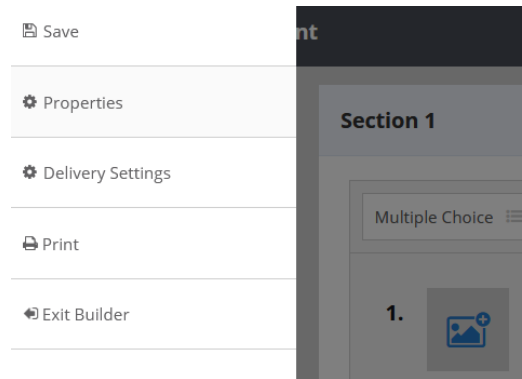 Save
nt
Properties
Section 1
Delivery Settings
Multiple Choice
Print
1.
Exit Builder